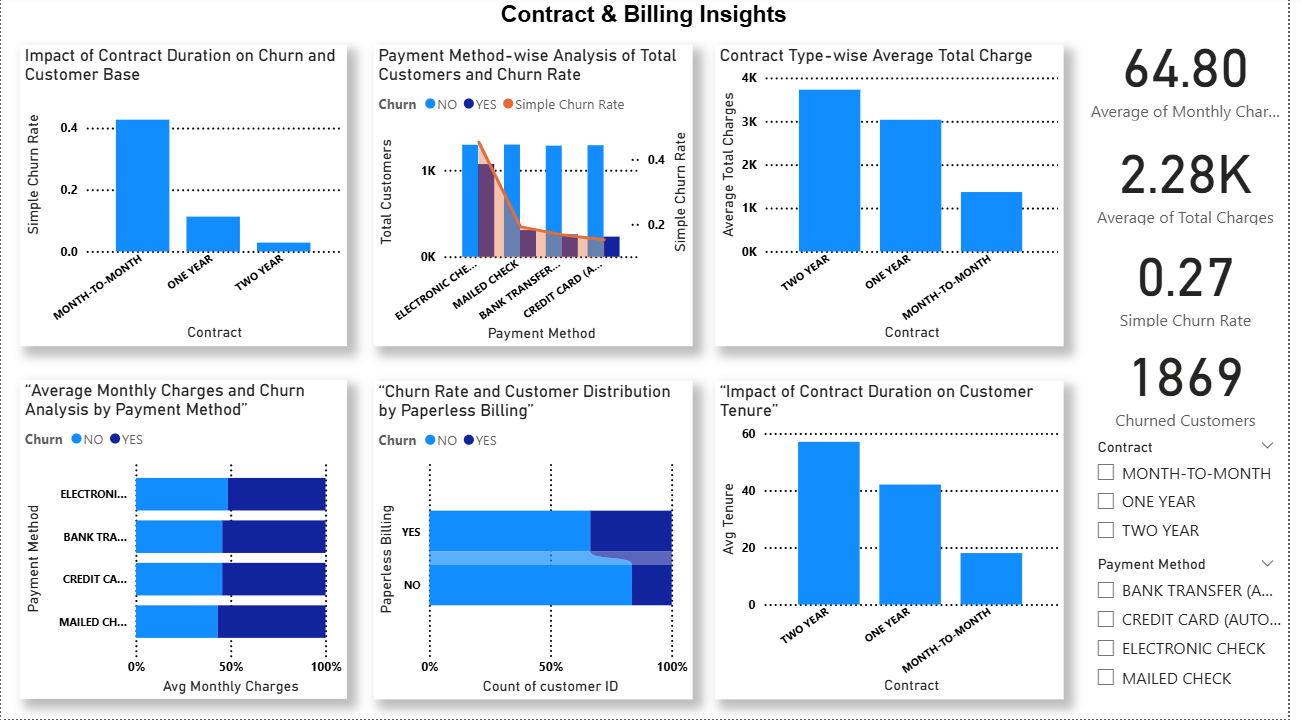 Contract & Billing Insights
Impact of Contract Duration on Churn and
Customer Base
Simple Churn Rate
0.4
0.2
0.0
MONTH-TO-MONTH
ONE YEAR
TWO YEAR
Contract
Payment Method-wise Analysis of Total
Customers and Churn Rate
Churn NO YES Simple Churn Rate
Total Customers
1K
0K
0.4
0.2
Simple Churn Rate
ELECTRONIC CHE...
MAILED CHECK
BANK TRANSFER...
CREDIT CARD (A...
Payment Method
Contract Type-wise Average Total Charge
Average Total Charges
4K
3K
2K
1K
0K
TWO YEAR
ONE YEAR
MONTH-TO-MONTH
Contract
64.80
Average of Monthly Char...
2.28K
Average of Total Charges
0.27
Simple Churn Rate
1869
Churned Customers
“Average Monthly Charges and Churn
Analysis by Payment Method”
Churn NO YES
Payment Method
ELECTRONI...
BANK TRA...
CREDIT CA...
MAILED CH...
0% 50% 100%
Avg Monthly Charges
“Churn Rate and Customer Distribution
by Paperless Billing”
Churn NO YES
Paperless Billing
YES
NO
0% 50% 100%
Count of customer ID
“Impact of Contract Duration on Customer
Tenure”
Avg Tenure
60
40
20
0
TWO YEAR
ONE YEAR
MONTH-TO-MONTH
Contract
Contract
MONTH-TO-MONTH
ONE YEAR
TWO YEAR
Payment Method
BANK TRANSFER (A...
CREDIT CARD (AUTO...
ELECTRONIC CHECK
MAILED CHECK